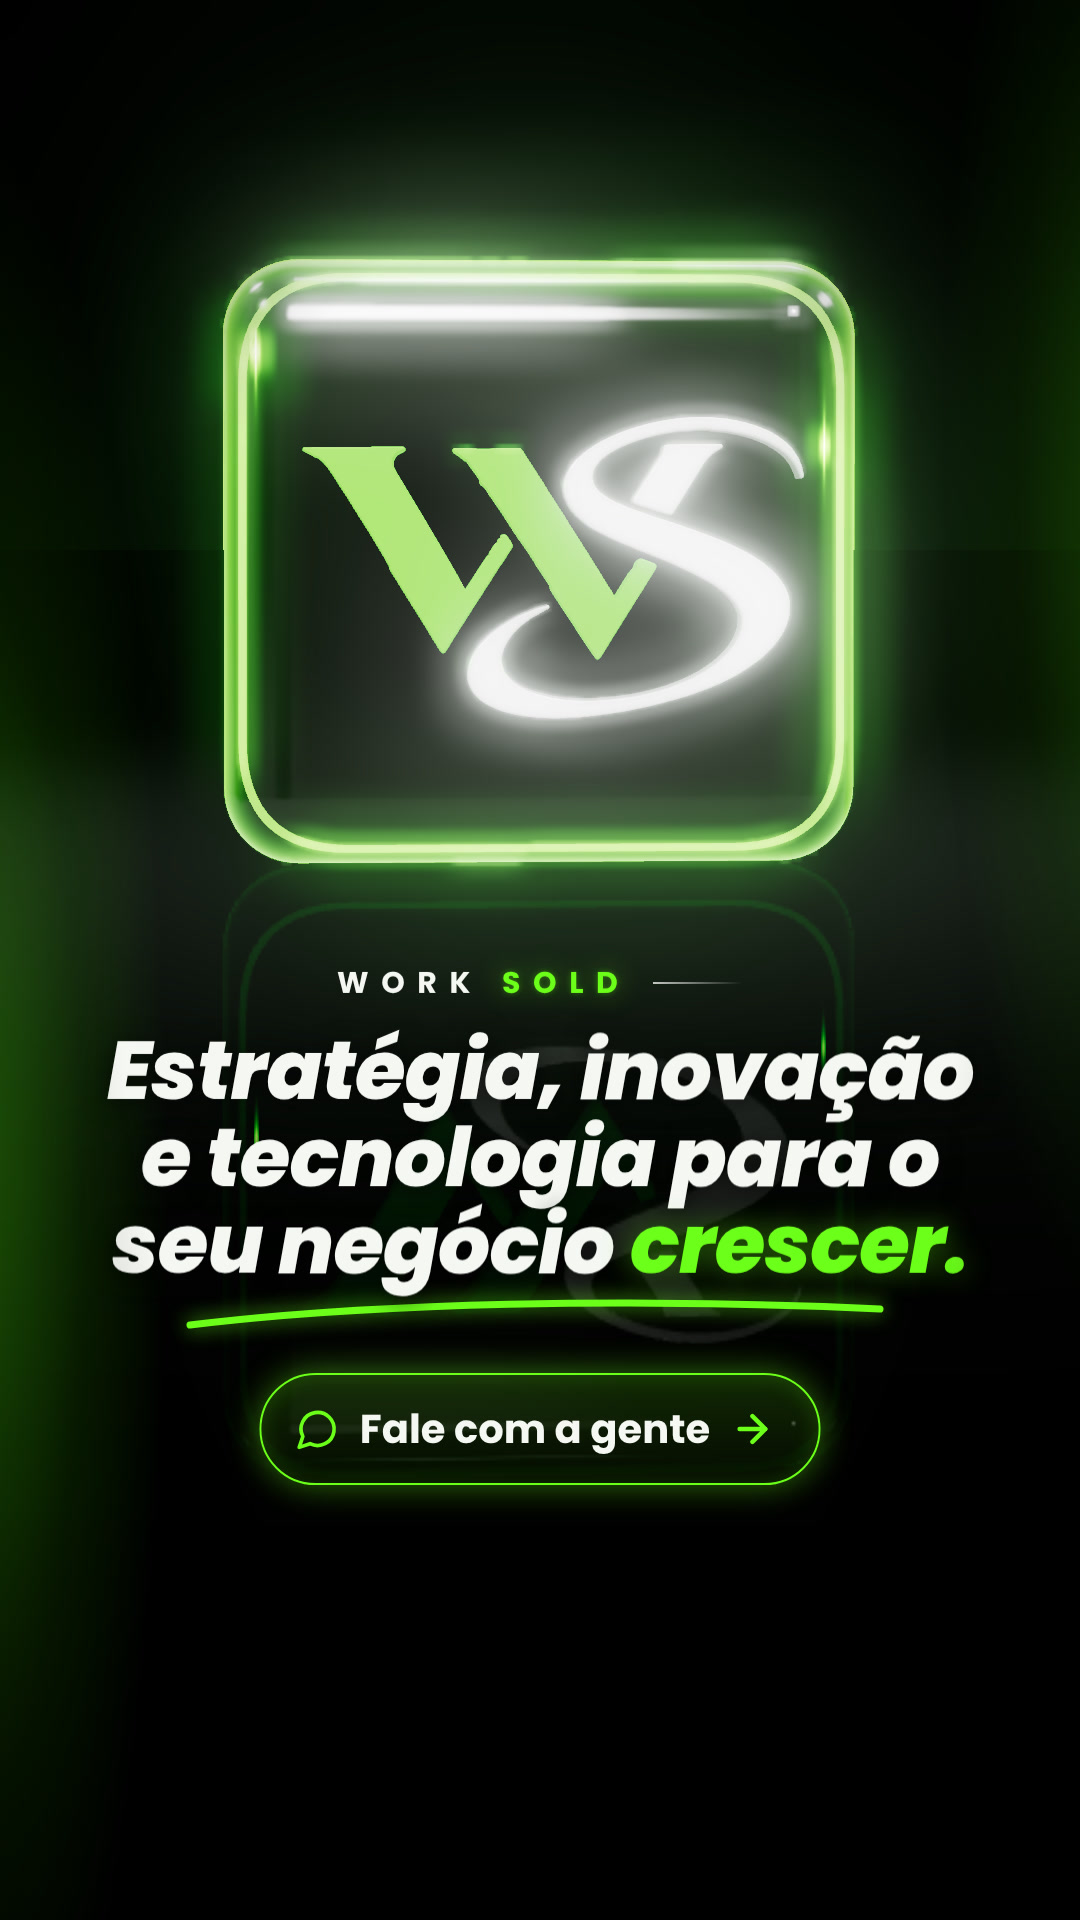 WS
WORK SOLD
Estratégia, inovação
e tecnologia para o
seu negócio crescer.
Fale com a gente